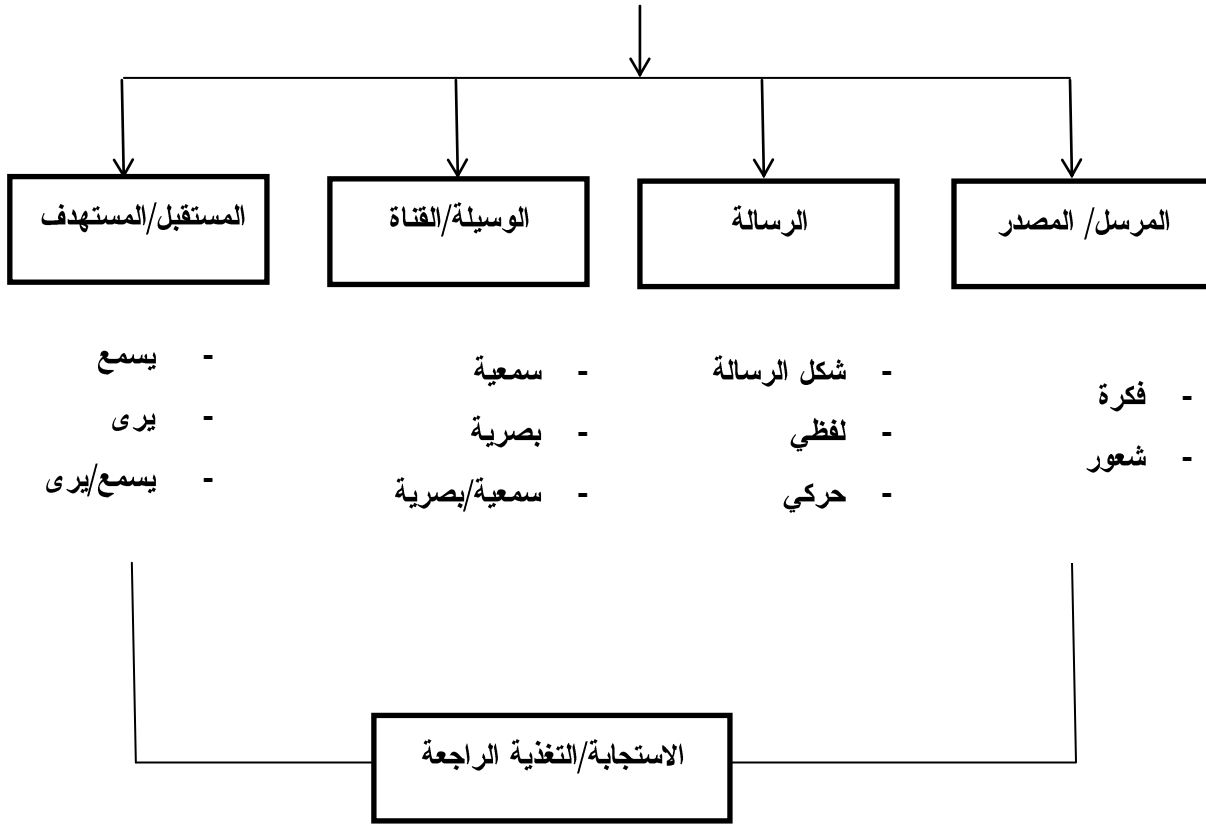 المرسل/ المصدر
الرسالة
الوسيلة/القناة
المستقبل/المستهدف
- فكرة
- شعور
- شكل الرسالة
- لفظي
- حركي
- سمعية
- بصرية
- سمعية/بصرية
- يسمع
- يرى
- يسمع/يرى
الاستجابة/التغذية الراجعة